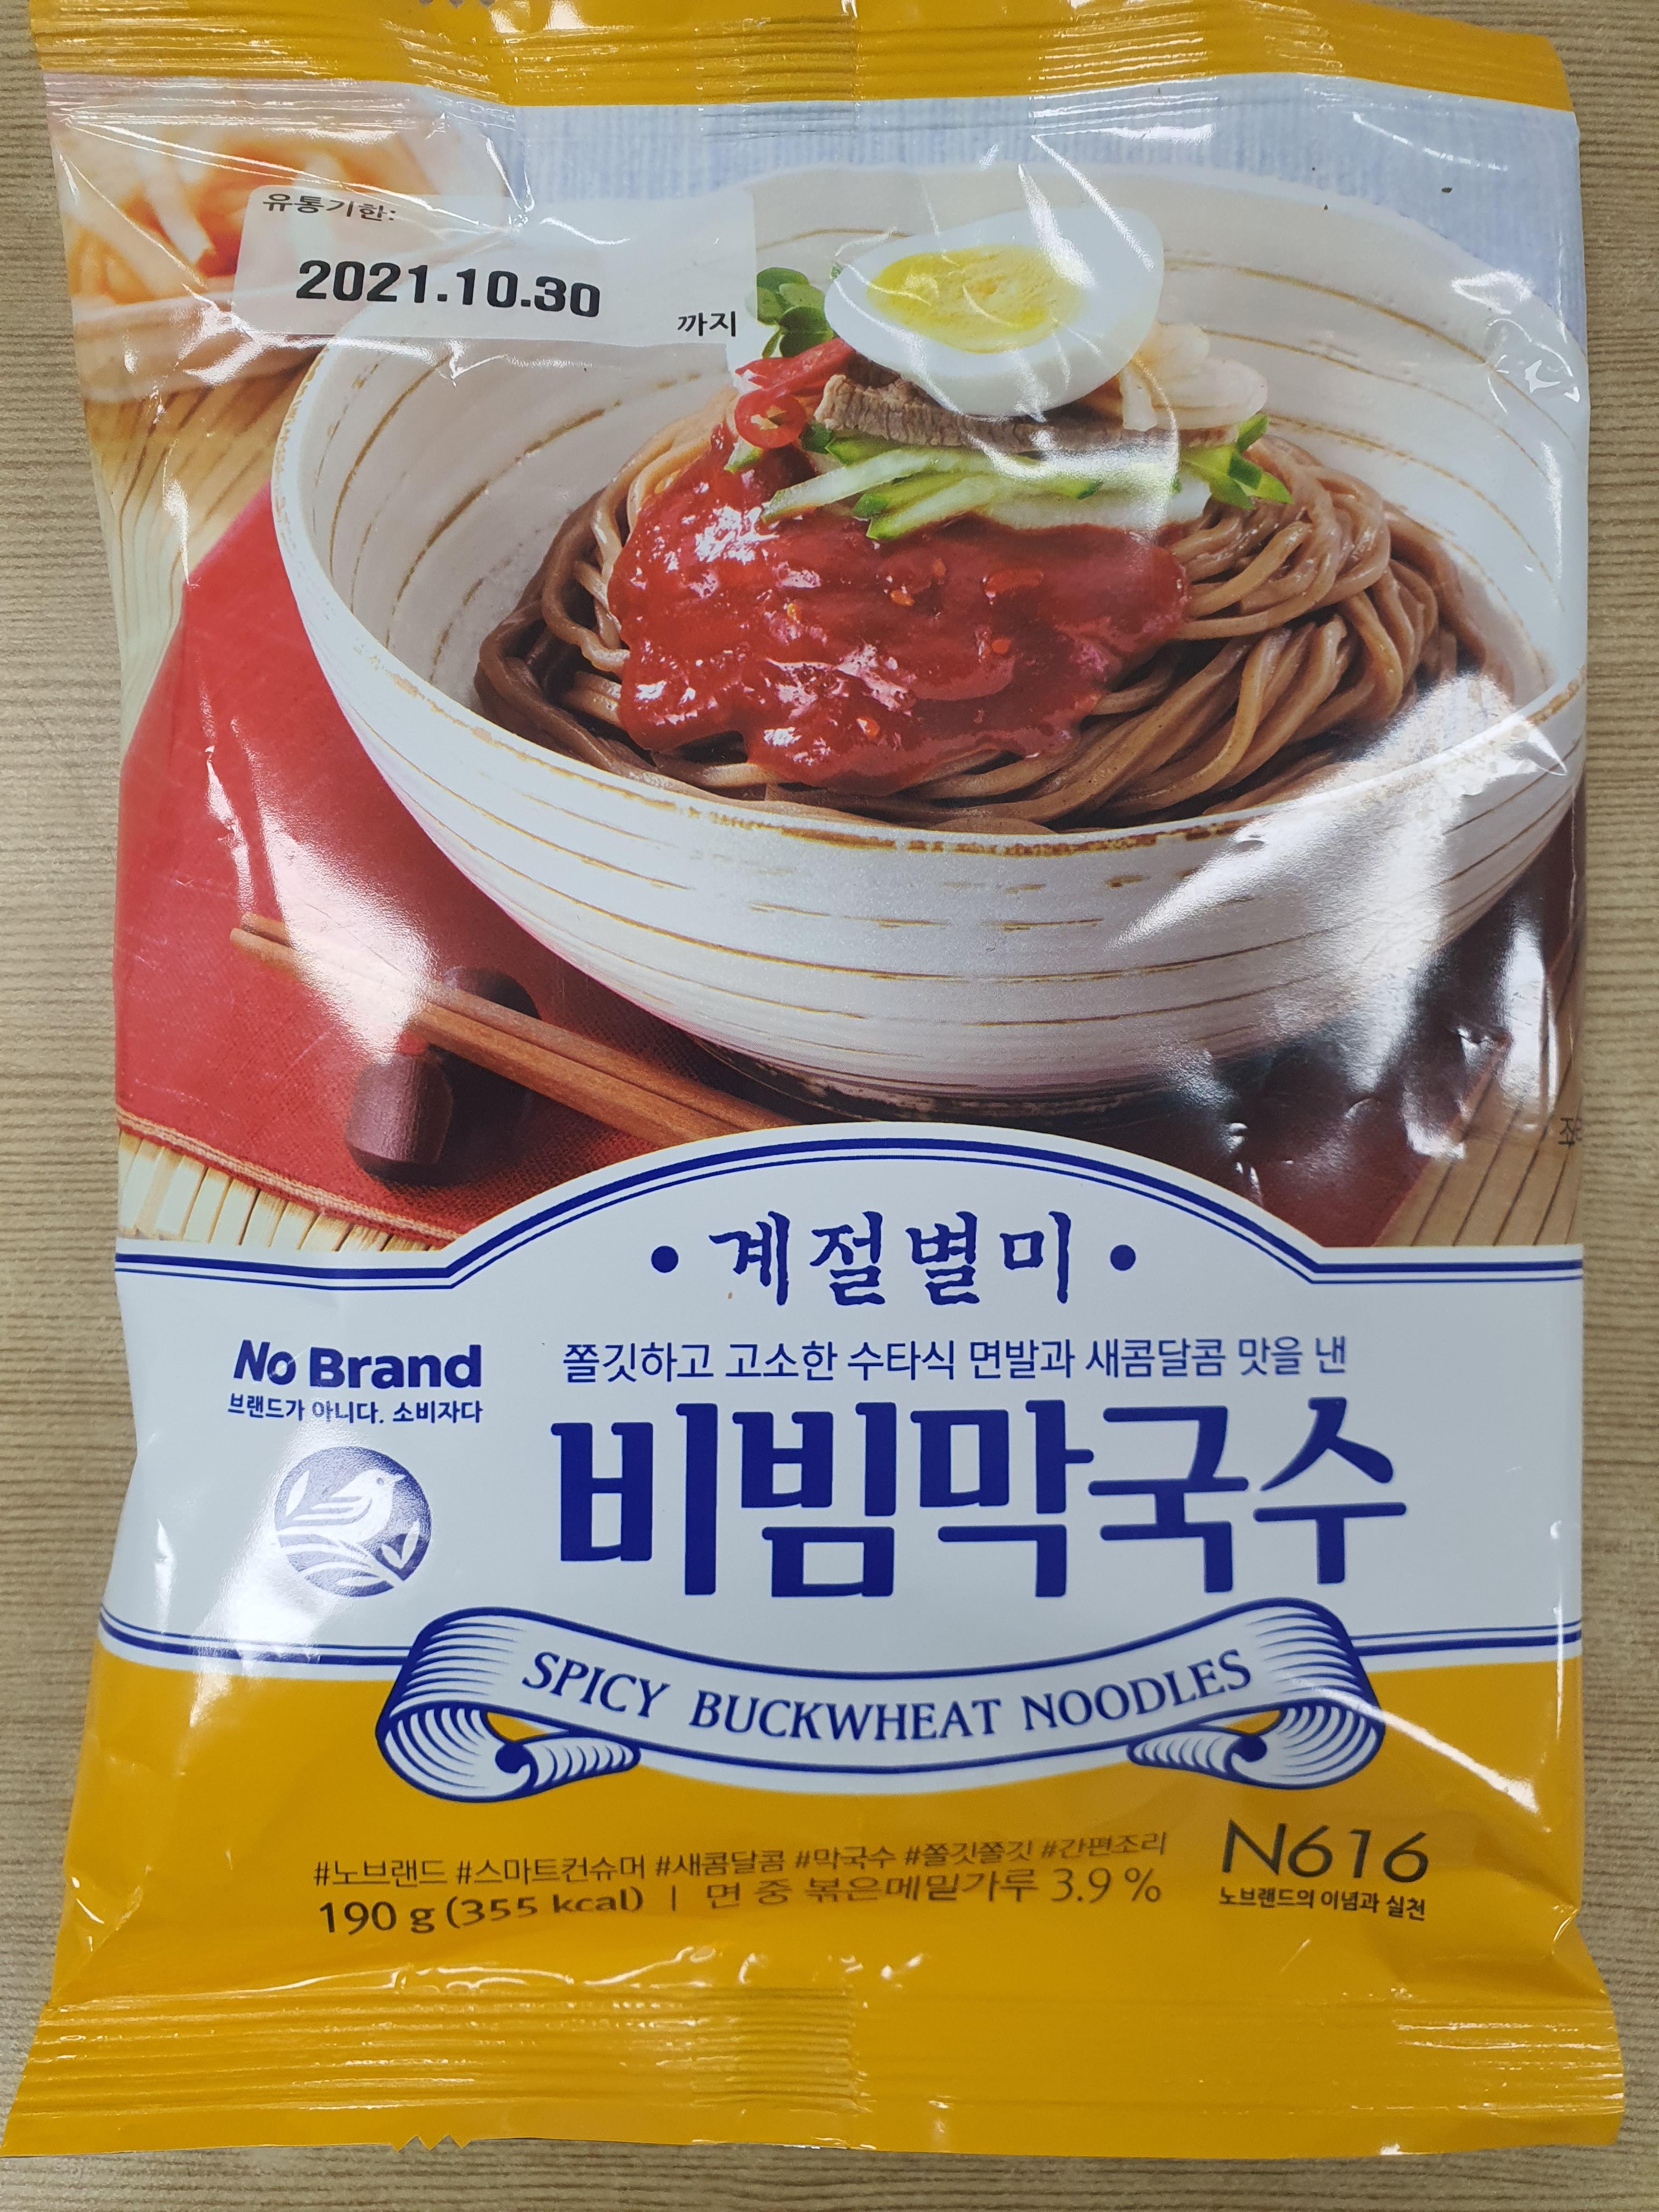 유통기한:
2021.10.30
까지
• 계절별미 •
No Brand
브랜드가 아니다. 소비자다
쫄깃하고 고소한 수타식 면발과 새콤달콤 맛을 낸
비빔막국수
SPICY BUCKWHEAT NOODLES
#노브랜드 #스마트컨슈머 #새콤달콤 #막국수 #쫄깃쫄깃 #간편조리
190 g (355 kcal) | 면 중 볶은메밀가루 3.9 %
N616
노브랜드의 이념과 실천